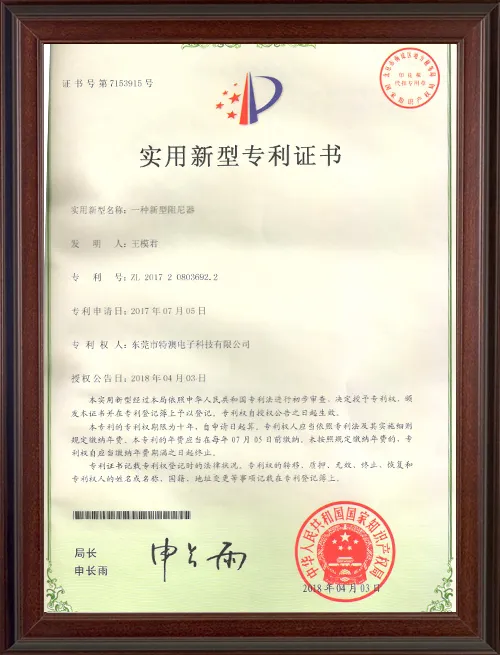 证书号第7153915号
实用新型专利证书
实用新型名称：一种新型阻尼器
发 明 人：王模君
专 利 号：ZL 2017 2 0803692.2
专利申请日：2017年07月05日
专 利 权 人：东莞市特澳电子科技有限公司
授权公告日：2018年04月03日
本实用新型经过本局依照中华人民共和国专利法进行初步审查，决定授予专利权，颁
发本证书并在专利登记簿上予以登记。专利权自授权公告之日起生效。
本专利的专利权期限为十年，自申请日起算。专利权人应当依照专利法及其实施细则
规定缴纳年费。本专利的年费应当在每年07月05日前缴纳。未按照规定缴纳年费的，专
利权自应当缴纳年费期满之日起终止。
专利证书记载专利权登记时的法律状况。专利权的转移、质押、无效、终止、恢复和
专利权人的姓名或名称、国籍、地址变更等事项记载在专利登记簿上。
局长
申长雨
申长雨
中华人民共和国国家知识产权局
2018年04月03日